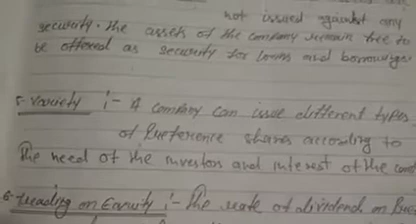 not issued against any
security. The assets of the company remain free to
be offered as security for loans and borrowings
5- Variety :- A company can issue different types
of Preference shares according to
The need of the investors and interest of the
6- Trading on Equity :- The rate of dividend on